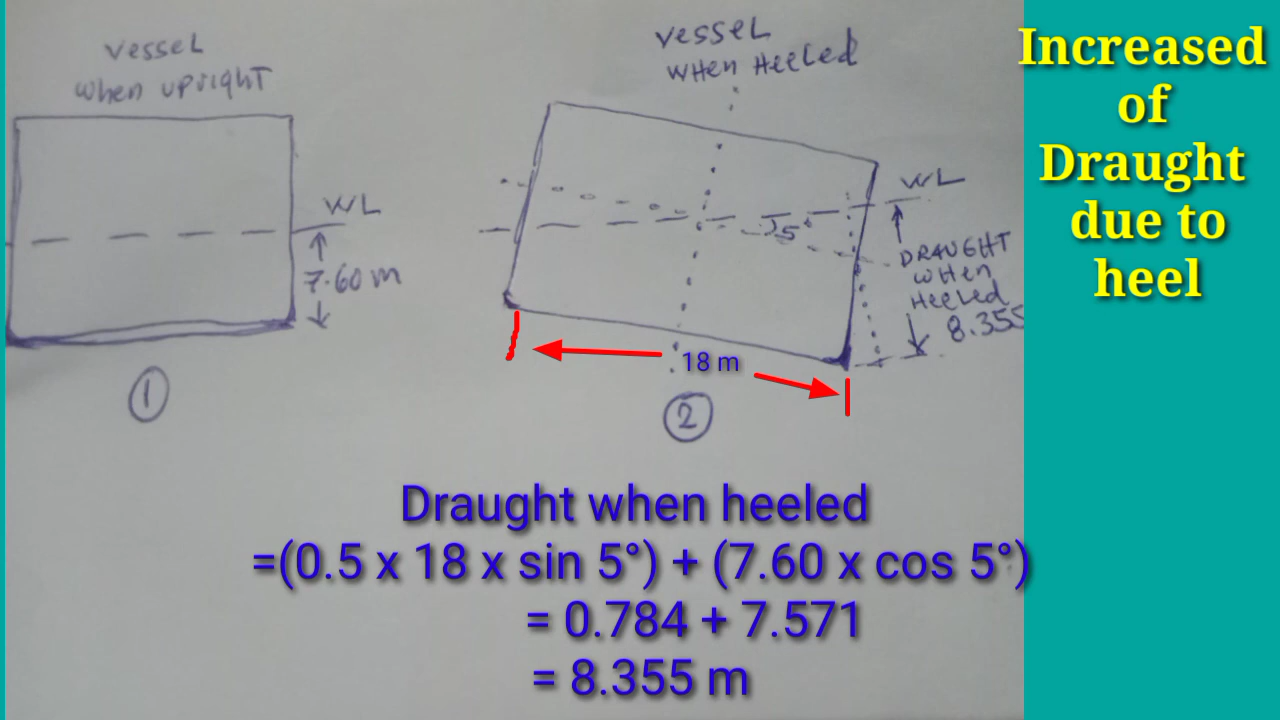 vessel
when upright
WL
7.60 m
1
vessel
when Heeled
5°
WL
DRAUGHT
when
Heeled
8.355
18 m
2
Increased
of
Draught
due to
heel
Draught when heeled
=(0.5 x 18 x sin 5°) + (7.60 x cos 5°)
= 0.784 + 7.571
= 8.355 m